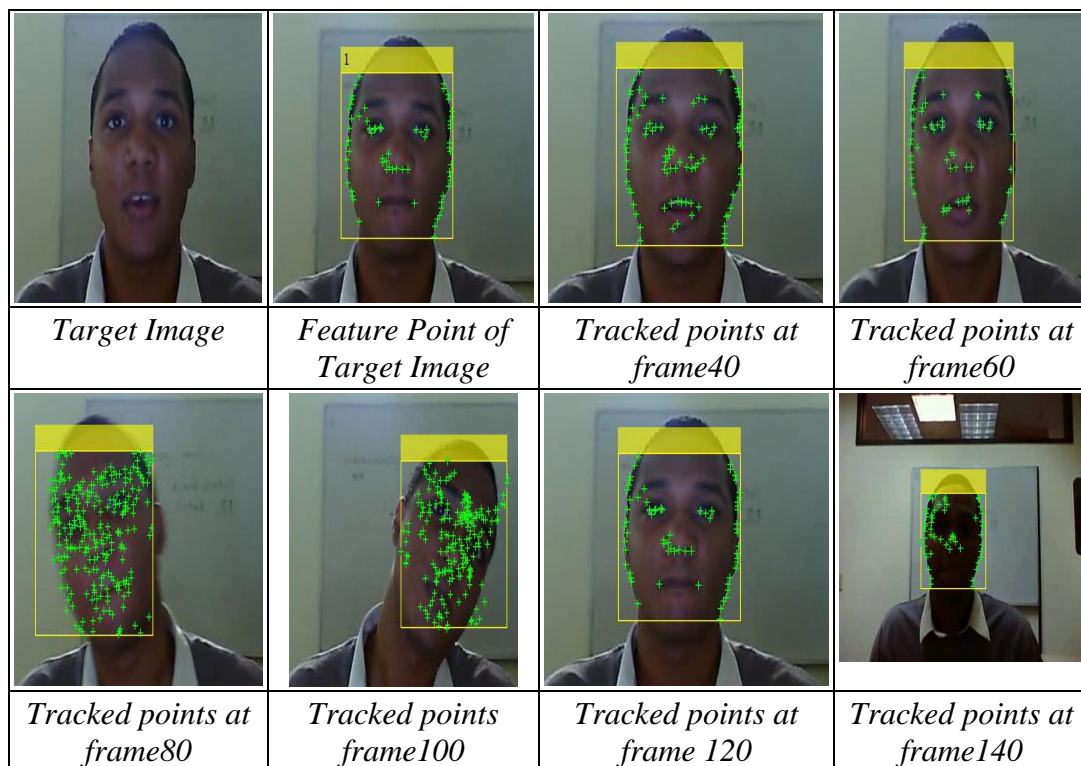 1
Target Image
Feature Point of
Target Image
Tracked points at
frame40
Tracked points at
frame60
Tracked points at
frame80
Tracked points
frame100
Tracked points at
frame 120
Tracked points at
frame140